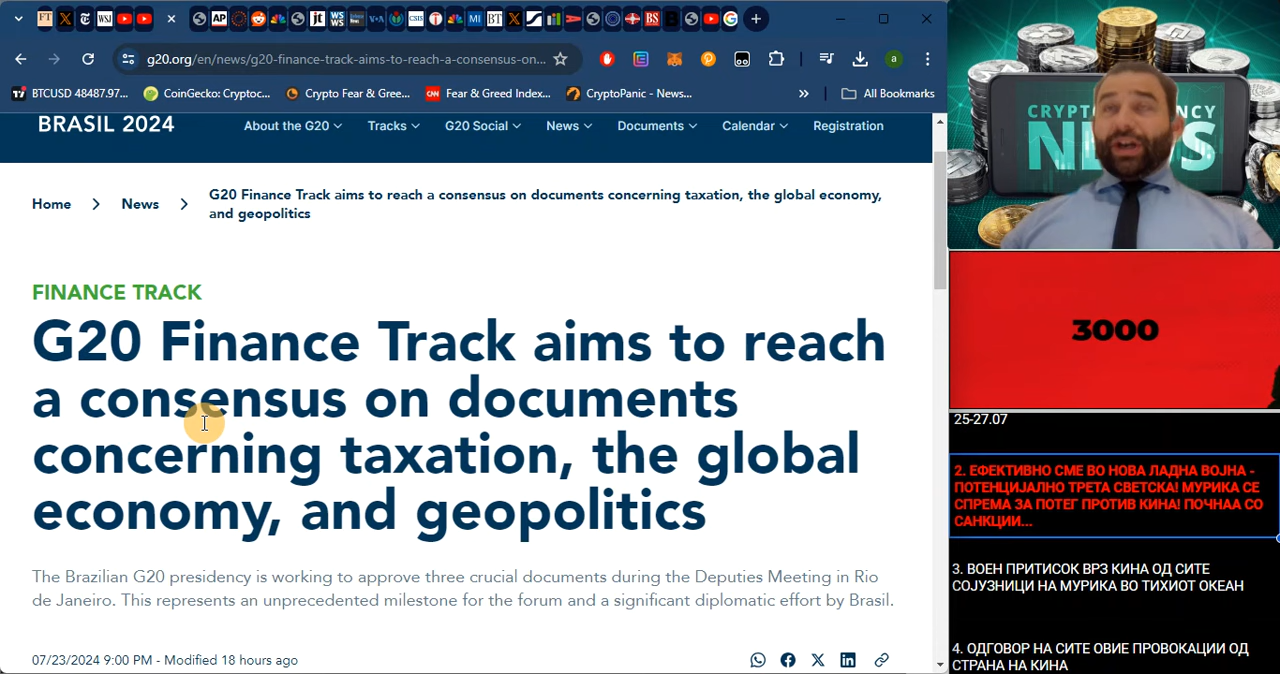 g20.org/en/news/g20-finance-track-aims-to-reach-a-consensus-on...
BTCUSD 48487.97...
CoinGecko: Cryptoc...
Crypto Fear & Gree...
Fear & Greed Index...
CryptoPanic - News...
All Bookmarks
BRASIL 2024
About the G20
Tracks
G20 Social
News
Documents
Calendar
Registration
Home
News
G20 Finance Track aims to reach a consensus on documents concerning taxation, the global economy,
and geopolitics
FINANCE TRACK
G20 Finance Track aims to reach
a consensus on documents
concerning taxation, the global
economy, and geopolitics
The Brazilian G20 presidency is working to approve three crucial documents during the Deputies Meeting in Rio
de Janeiro. This represents an unprecedented milestone for the forum and a significant diplomatic effort by Brasil.
07/23/2024 9:00 PM - Modified 18 hours ago
3000
25-27.07
2. ЕФЕКТИВНО СМЕ ВО НОВА ЛАДНА ВОЈНА -
ПОТЕНЦИЈАЛНО ТРЕТА СВЕТСКА! МУРИКА СЕ
СПРЕМА ЗА ПОТЕГ ПРОТИВ КИНА! ПОЧНАА СО
САНКЦИИ...
3. ВОЕН ПРИТИСОК ВРЗ КИНА ОД СИТЕ
СОЈУЗНИЦИ НА МУРИКА ВО ТИХИОТ ОКЕАН
4. ОДГОВОР НА СИТЕ ОВИЕ ПРОВОКАЦИИ ОД
СТРАНА НА КИНА